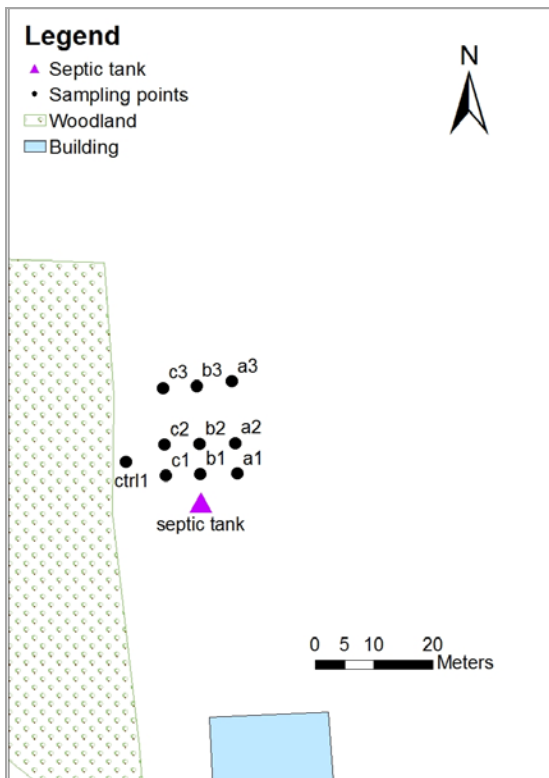 Legend
Septic tank
Sampling points
Woodland
Building
N
c3 b3 a3
c2 b2 a2
ctrl1 c1 b1 a1
septic tank
0 5 10 20
Meters